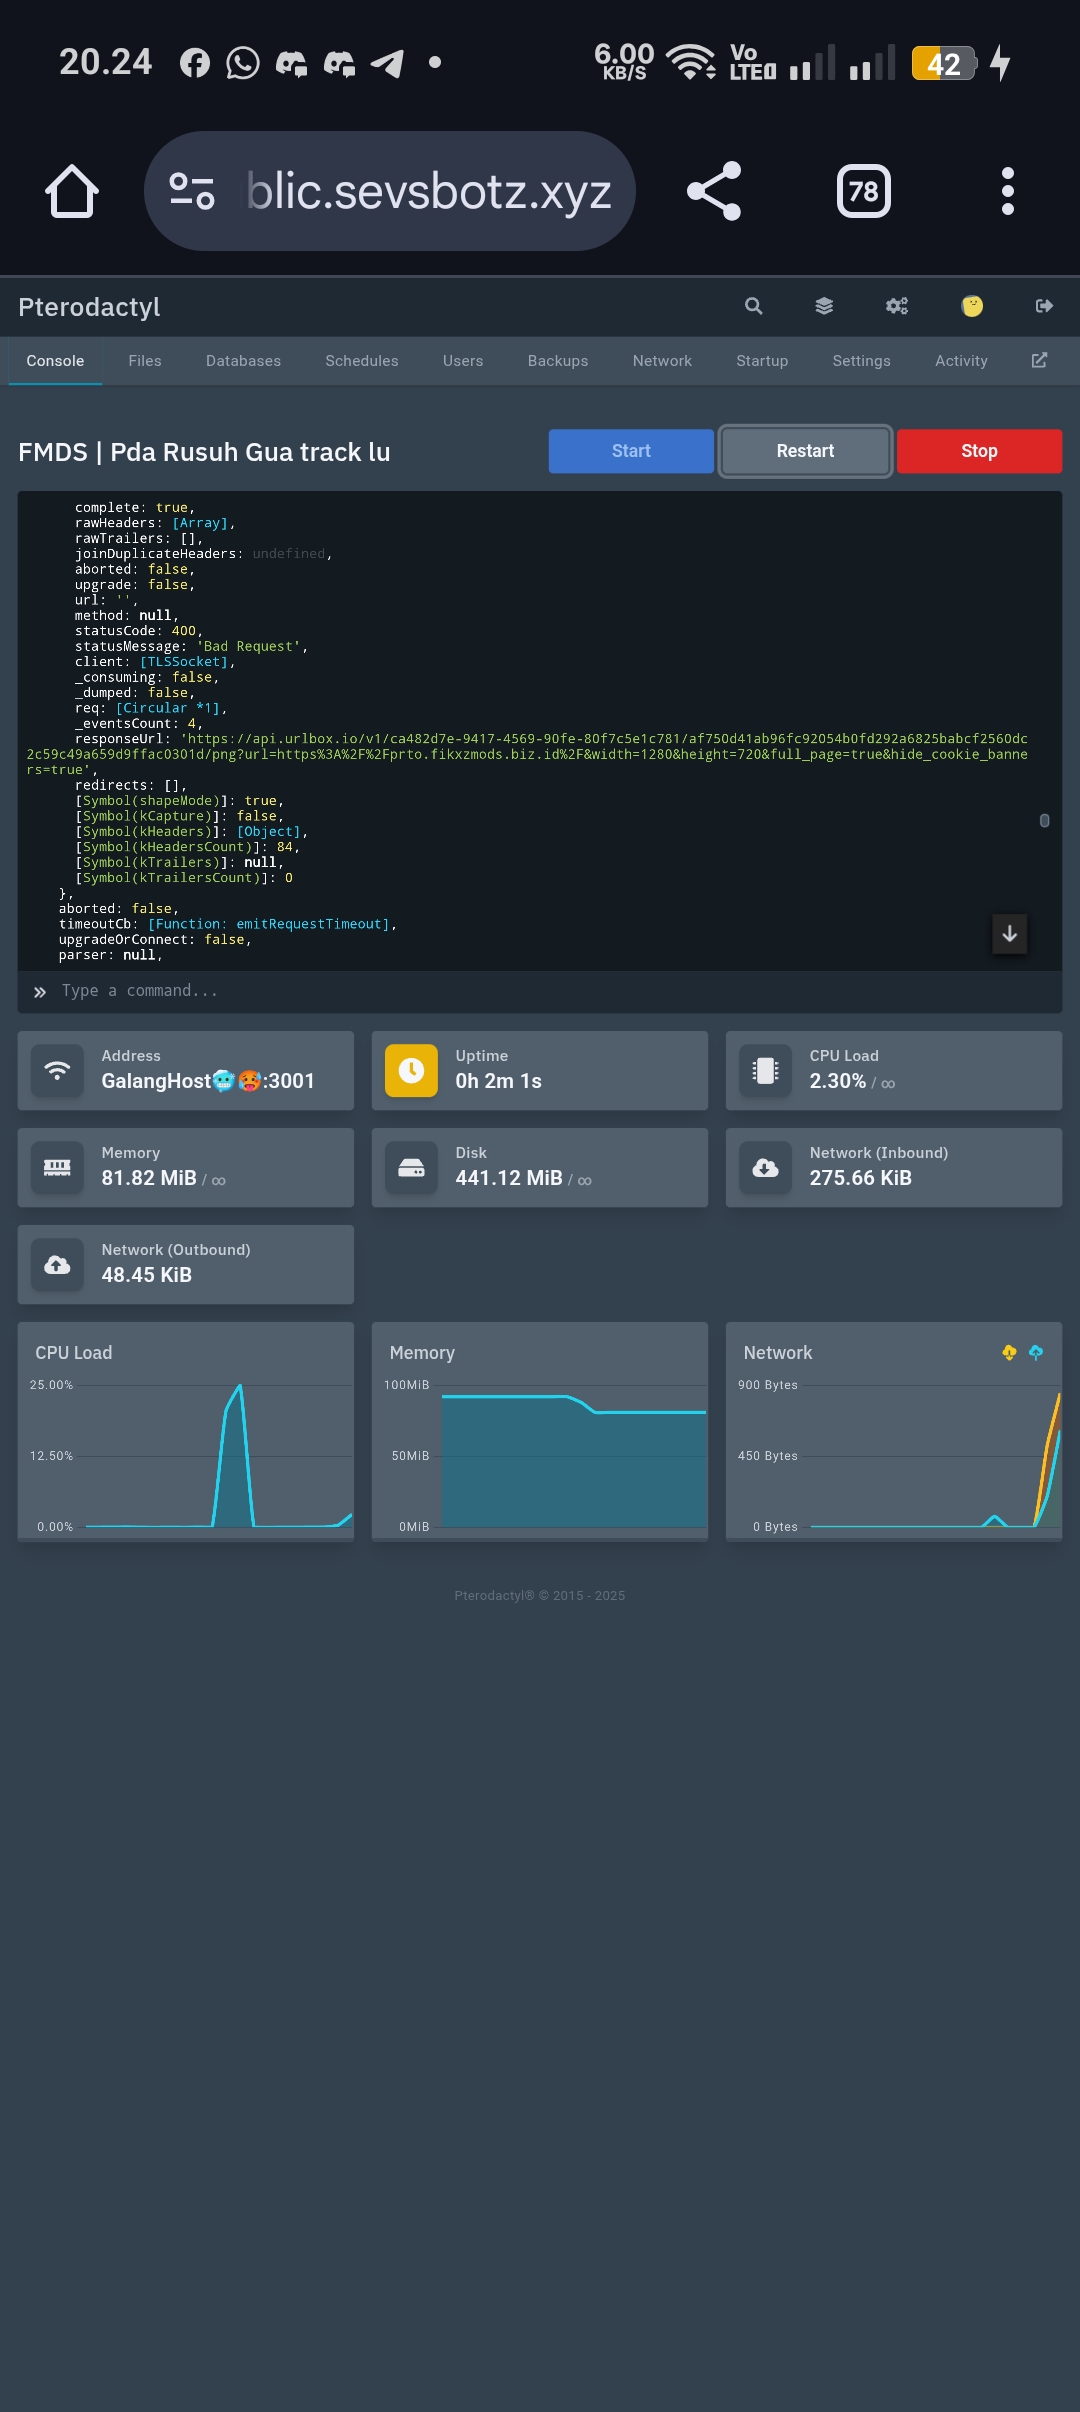 20.24
6.00 KB/S
Vo LTE
42
blic.sevsbotz.xyz
78
Pterodactyl
Console Files Databases Schedules Users Backups Network Startup Settings Activity
FMDS | Pda Rusuh Gua track lu
Start Restart Stop
complete: true,
rawHeaders: [Array],
rawTrailers: [],
joinDuplicateHeaders: undefined,
aborted: false,
upgrade: false,
url: '',
method: null,
statusCode: 400,
statusMessage: 'Bad Request',
client: [TLSSocket],
_consuming: false,
_dumped: false,
req: [Circular *1],
_eventsCount: 4,
responseUrl: 'https://api.urlbox.io/v1/ca482d7e-9417-4569-90fe-80f7c5e1c781/af750d41ab96fc92054b0fd292a6825babcf2560dc
2c59c49a659d9ffac0301d/png?url=https%3A%2F%2Fprto.fikxzmods.biz.id%2F&width=1280&height=720&full_page=true&hide_cookie_banne
rs=true',
redirects: [],
[Symbol(shapeMode)]: true,
[Symbol(kCapture)]: false,
[Symbol(kHeaders)]: [Object],
[Symbol(kHeadersCount)]: 84,
[Symbol(kTrailers)]: null,
[Symbol(kTrailersCount)]: 0
},
aborted: false,
timeoutCb: [Function: emitRequestTimeout],
upgradeOrConnect: false,
parser: null,
Type a command...
Address
GalangHost🥶🥵:3001
Uptime
0h 2m 1s
CPU Load
2.30% / ∞
Memory
81.82 MiB / ∞
Disk
441.12 MiB / ∞
Network (Inbound)
275.66 KiB
Network (Outbound)
48.45 KiB
CPU Load
25.00%
12.50%
0.00%
Memory
100MiB
50MiB
0MiB
Network
900 Bytes
450 Bytes
0 Bytes
Pterodactyl® © 2015 - 2025